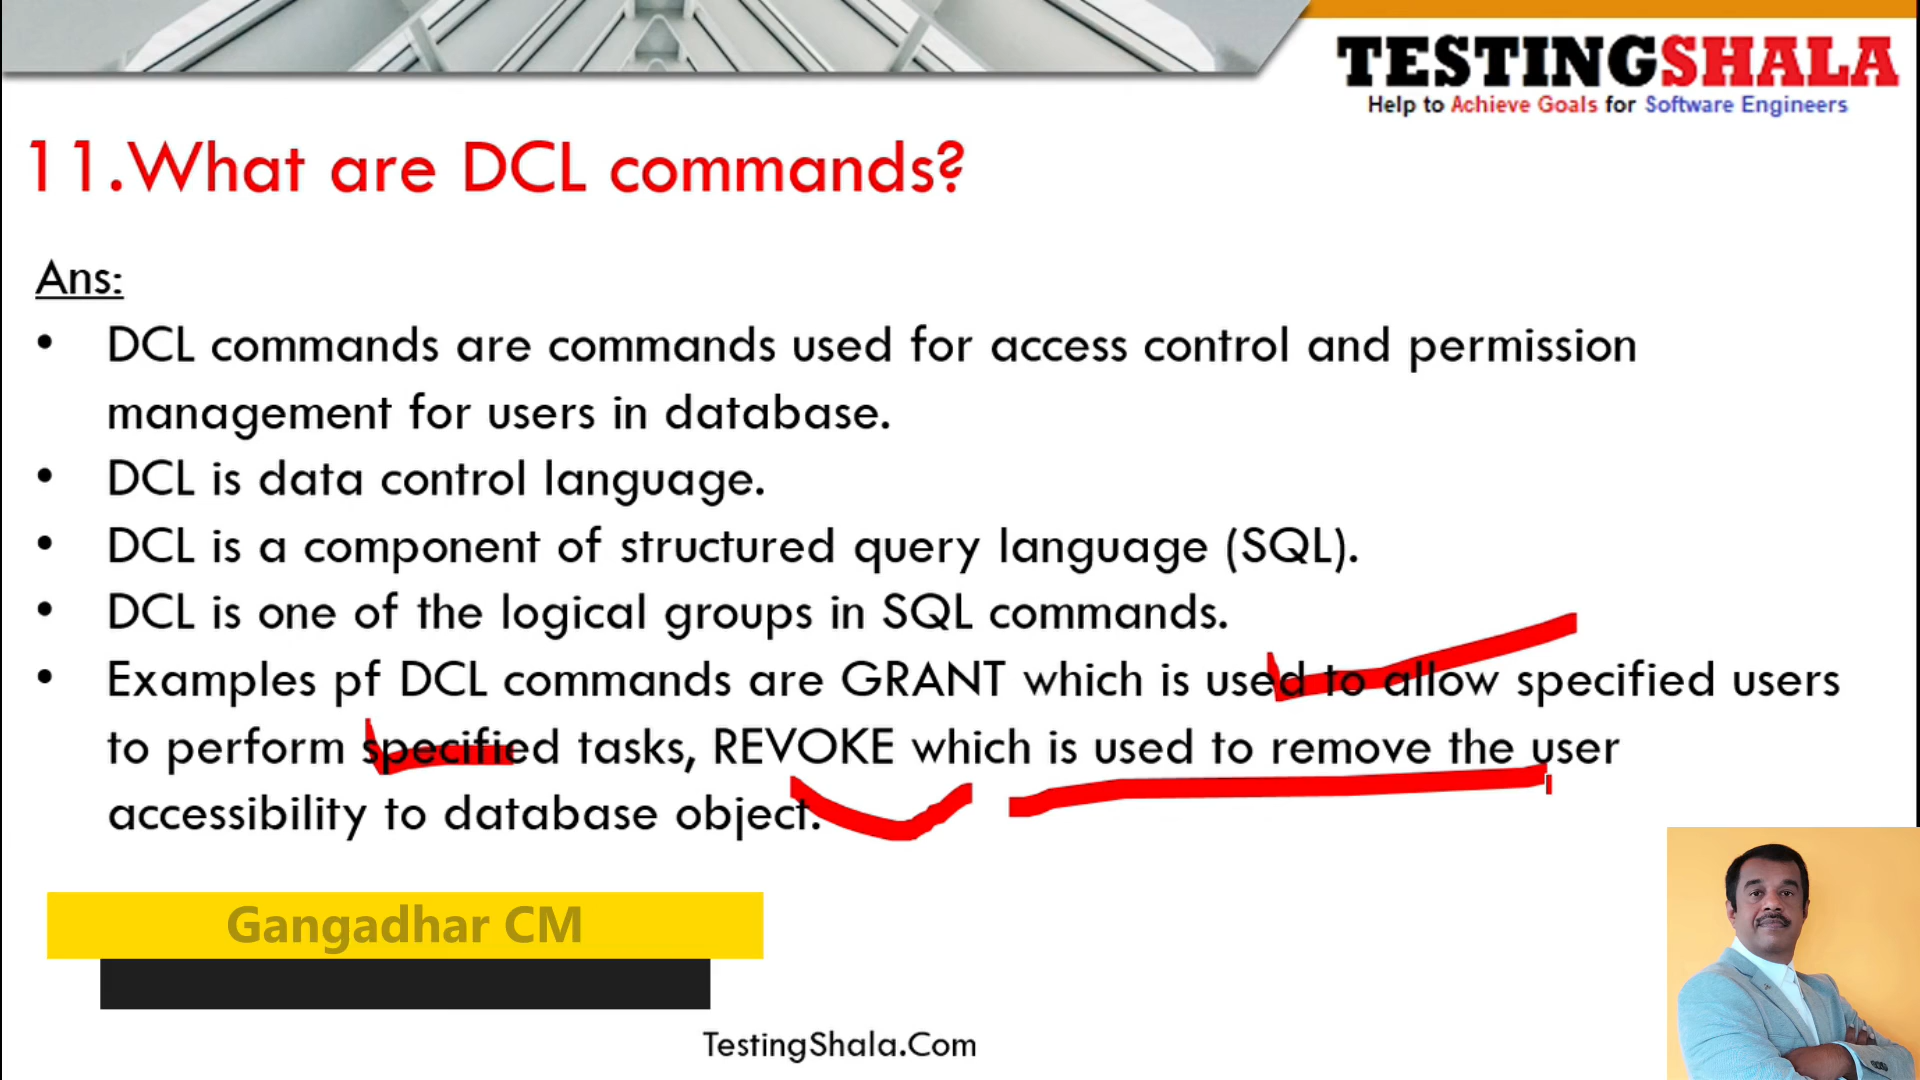 TESTINGSHALA
Help to Achieve Goals for Software Engineers
11.What are DCL commands?
Ans:
• DCL commands are commands used for access control and permission
management for users in database.
• DCL is data control language.
• DCL is a component of structured query language (SQL).
• DCL is one of the logical groups in SQL commands.
• Examples pf DCL commands are GRANT which is used to allow specified users
to perform specified tasks, REVOKE which is used to remove the user
accessibility to database object.
Gangadhar CM
TestingShala.Com